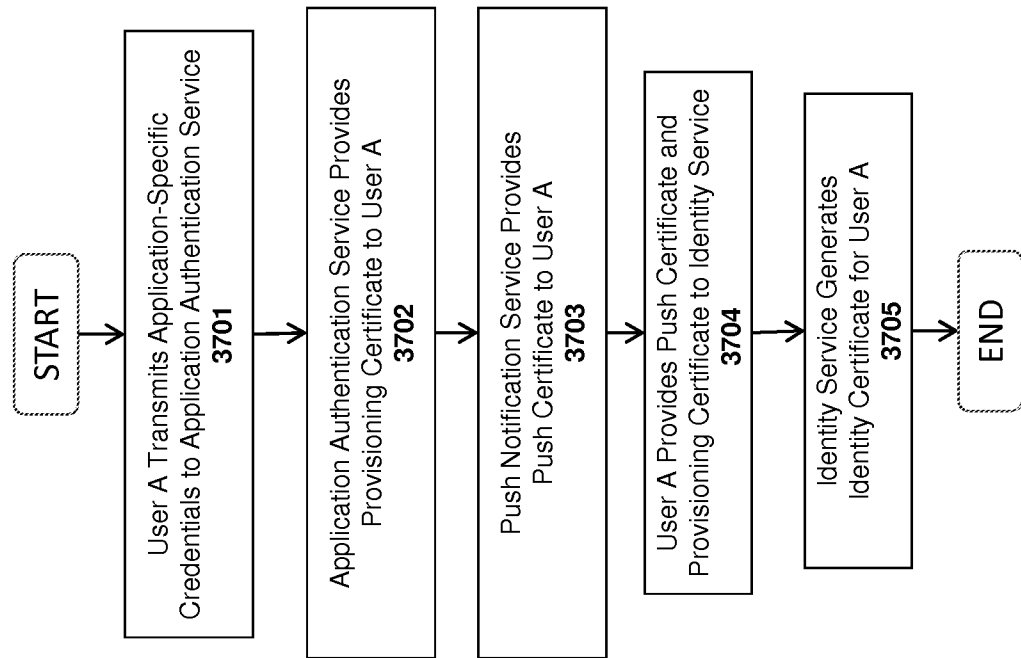 START
User A Transmits Application-Specific
Credentials to Application Authentication Service
3701
Application Authentication Service Provides
Provisioning Certificate to User A
3702
Push Notification Service Provides
Push Certificate to User A
3703
User A Provides Push Certificate and
Provisioning Certificate to Identity Service
3704
Identity Service Generates
Identity Certificate for User A
3705
END